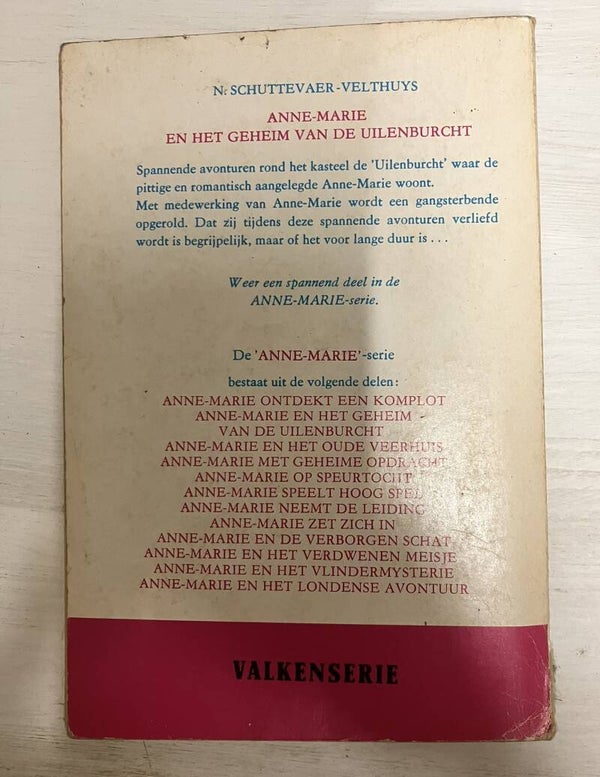 N. SCHUTTEVAER-VELTHUYS
ANNE-MARIE
EN HET GEHEIM VAN DE UILENBURCHT
Spannende avonturen rond het kasteel de 'Uilenburcht' waar de
pittige en romantisch aangelegde Anne-Marie woont.
Met medewerking van Anne-Marie wordt een gangsterbende
opgerold. Dat zij tijdens deze spannende avonturen verliefd
wordt is begrijpelijk, maar of het voor lange duur is ...
Weer een spannend deel in de
ANNE-MARIE-serie.
De 'ANNE-MARIE'-serie
bestaat uit de volgende delen:
ANNE-MARIE ONTDEKT EEN KOMPLOT
ANNE-MARIE EN HET GEHEIM
VAN DE UILENBURCHT
ANNE-MARIE EN HET OUDE VEERHUIS
ANNE-MARIE MET GEHEIME OPDRACHT
ANNE-MARIE OP SPEURTOCHT
ANNE-MARIE SPEELT HOOG SPEL
ANNE-MARIE NEEMT DE LEIDING
ANNE-MARIE ZET ZICH IN
ANNE-MARIE EN DE VERBORGEN SCHAT
ANNE-MARIE EN HET VERDWENEN MEISJE
ANNE-MARIE EN HET VLINDERMYSTERIE
ANNE-MARIE EN HET LONDENSE AVONTUUR
VALKENSERIE